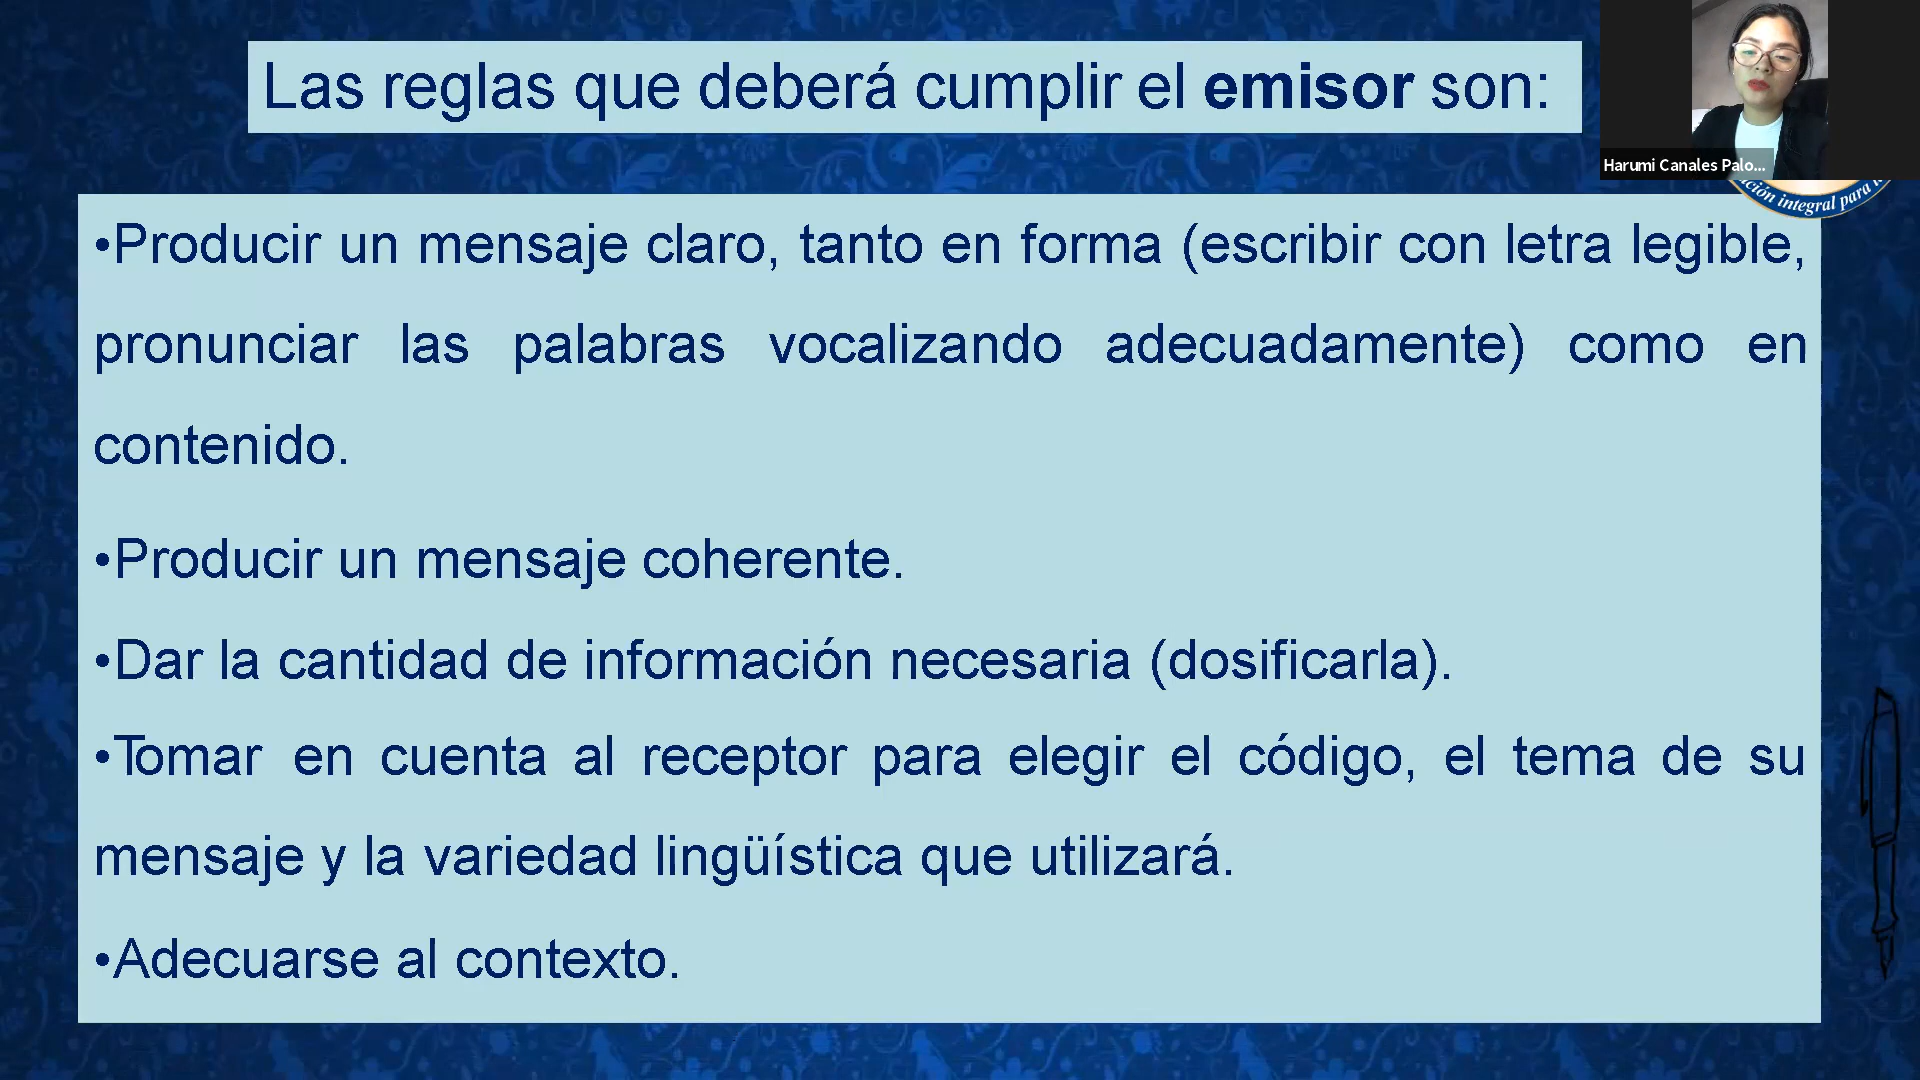 Las reglas que deberá cumplir el emisor son:
Harumi Canales Palo...
ción integral para
•Producir un mensaje claro, tanto en forma (escribir con letra legible,
pronunciar las palabras vocalizando adecuadamente) como en
contenido.
•Producir un mensaje coherente.
•Dar la cantidad de información necesaria (dosificarla).
•Tomar en cuenta al receptor para elegir el código, el tema de su
mensaje y la variedad lingüística que utilizará.
•Adecuarse al contexto.